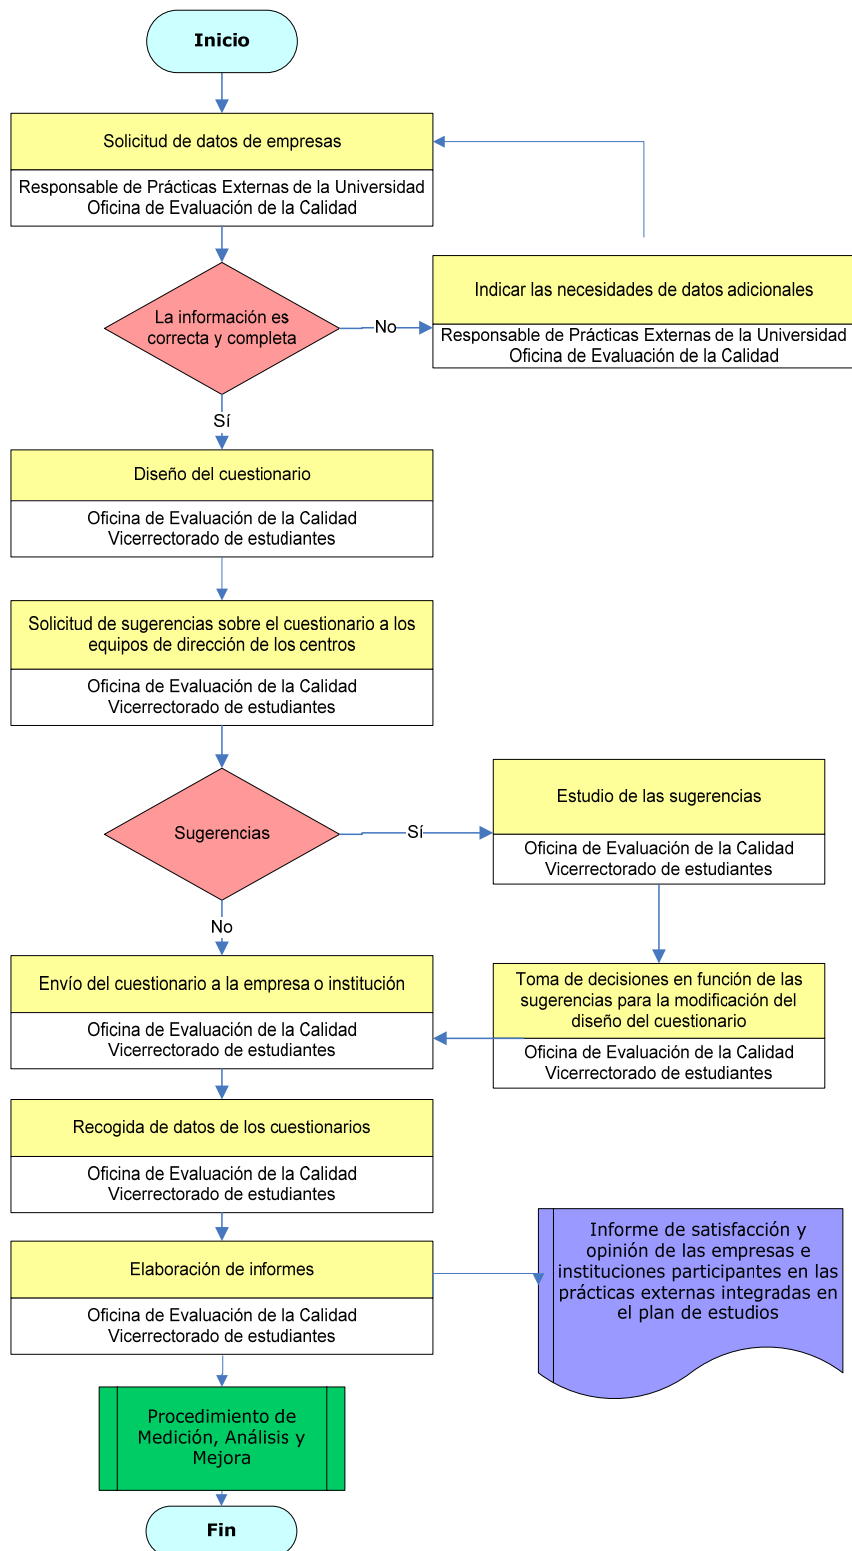 Inicio
Solicitud de datos de empresas
Responsable de Prácticas Externas de la Universidad
Oficina de Evaluación de la Calidad
La información es
correcta y completa
No
Indicar las necesidades de datos adicionales
Responsable de Prácticas Externas de la Universidad
Oficina de Evaluación de la Calidad
Sí
Diseño del cuestionario
Oficina de Evaluación de la Calidad
Vicerrectorado de estudiantes
Solicitud de sugerencias sobre el cuestionario a los
equipos de dirección de los centros
Oficina de Evaluación de la Calidad
Vicerrectorado de estudiantes
Sugerencias
Sí
Estudio de las sugerencias
Oficina de Evaluación de la Calidad
Vicerrectorado de estudiantes
No
Toma de decisiones en función de las
sugerencias para la modificación del
diseño del cuestionario
Oficina de Evaluación de la Calidad
Vicerrectorado de estudiantes
Envío del cuestionario a la empresa o institución
Oficina de Evaluación de la Calidad
Vicerrectorado de estudiantes
Recogida de datos de los cuestionarios
Oficina de Evaluación de la Calidad
Vicerrectorado de estudiantes
Elaboración de informes
Oficina de Evaluación de la Calidad
Vicerrectorado de estudiantes
Informe de satisfacción y
opinión de las empresas e
instituciones participantes en las
prácticas externas integradas en
el plan de estudios
Procedimiento de
Medición, Análisis y
Mejora
Fin